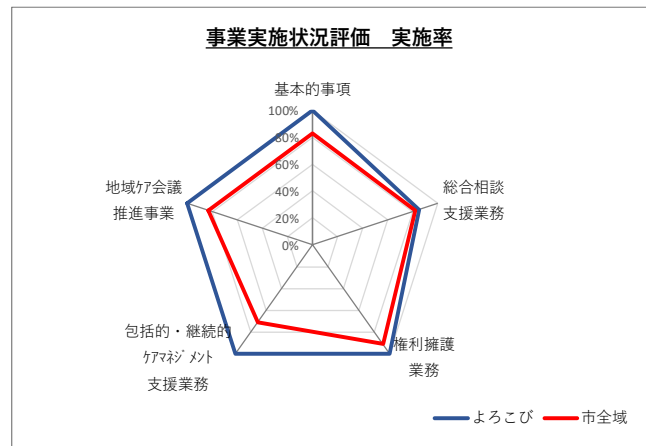 事業実施状況評価　実施率
基本的事項
100%
80%
60%
40%
20%
0%
総合相談
支援業務
権利擁護
業務
包括的・継続的
ｹｱﾏﾈｼﾞﾒﾝﾄ
支援業務
地域ｹｱ会議
推進事業
よろこび
市全域